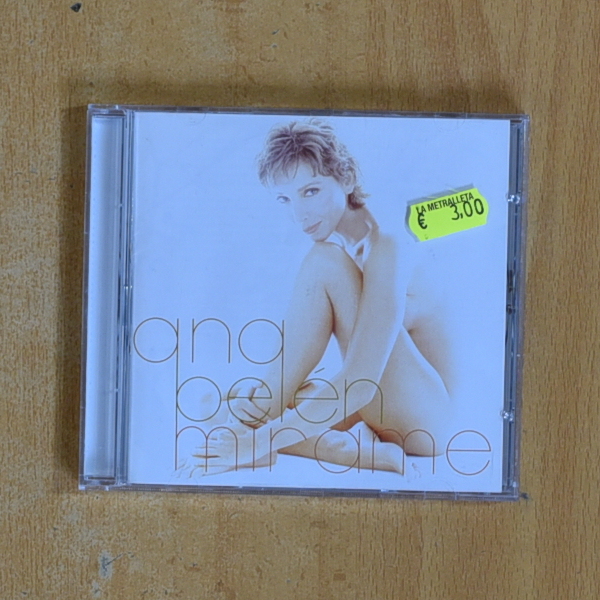 LA METRALLETA
€ 3,00
ana
belén
mírame